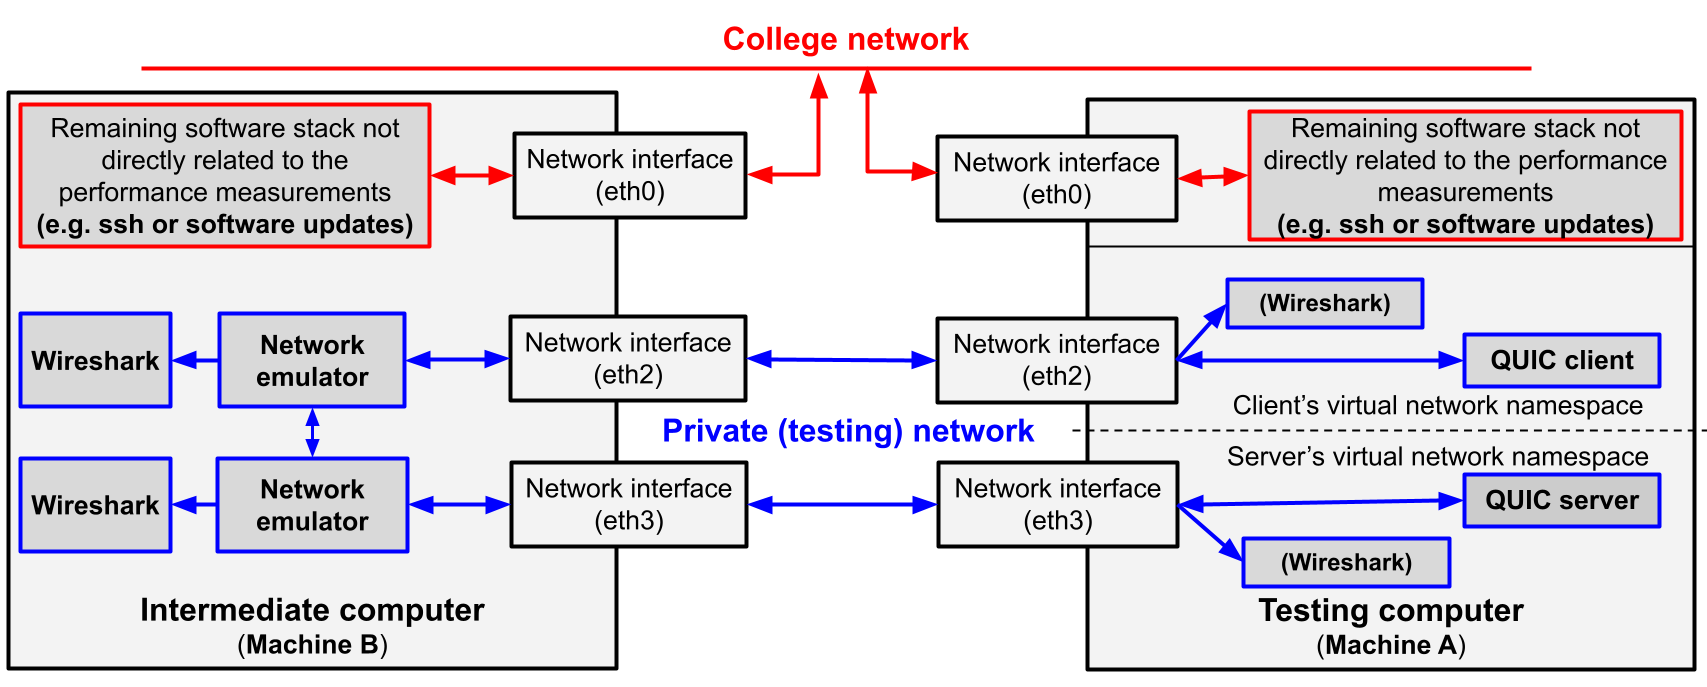 College network
Remaining software stack not
directly related to the
performance measurements
(e.g. ssh or software updates)
Network interface
(eth0)
Network interface
(eth0)
Remaining software stack not
directly related to the performance
measurements
(e.g. ssh or software updates)
Wireshark
Network
emulator
Network interface
(eth2)
Network interface
(eth2)
(Wireshark)
QUIC client
Client’s virtual network namespace
Private (testing) network
Server’s virtual network namespace
Wireshark
Network
emulator
Network interface
(eth3)
Network interface
(eth3)
QUIC server
(Wireshark)
Intermediate computer
(Machine B)
Testing computer
(Machine A)